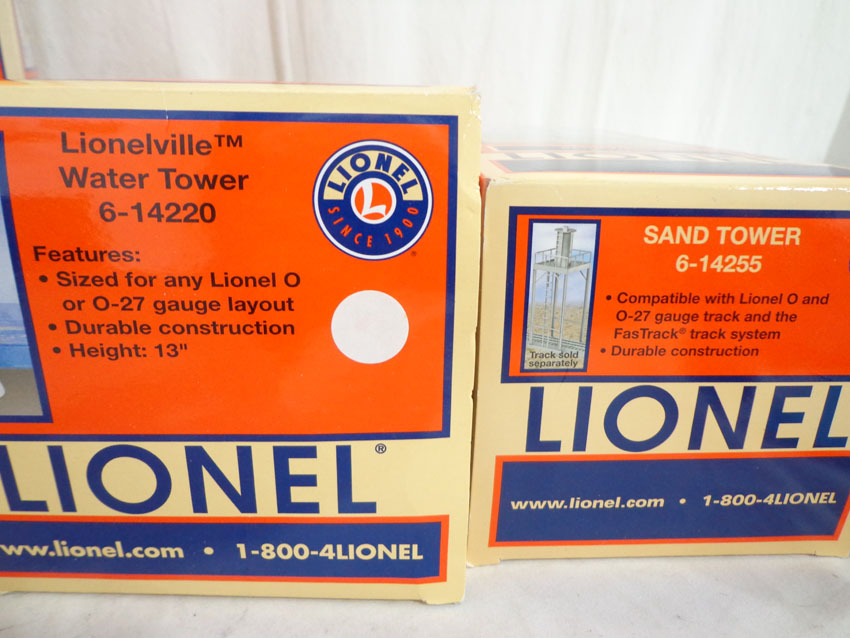 Lionelville™
Water Tower
6-14220
Features:
• Sized for any Lionel O
or O-27 gauge layout
• Durable construction
• Height: 13"
LIONEL
L
SINCE 1900
®
LIONEL®
ww.lionel.com • 1-800-4LIONEL
SAND TOWER
6-14255
• Compatible with Lionel O and
O-27 gauge track and the
FasTrack® track system
• Durable construction
Track sold
separately
LIONEL
www.lionel.com • 1-800-4LIONEL